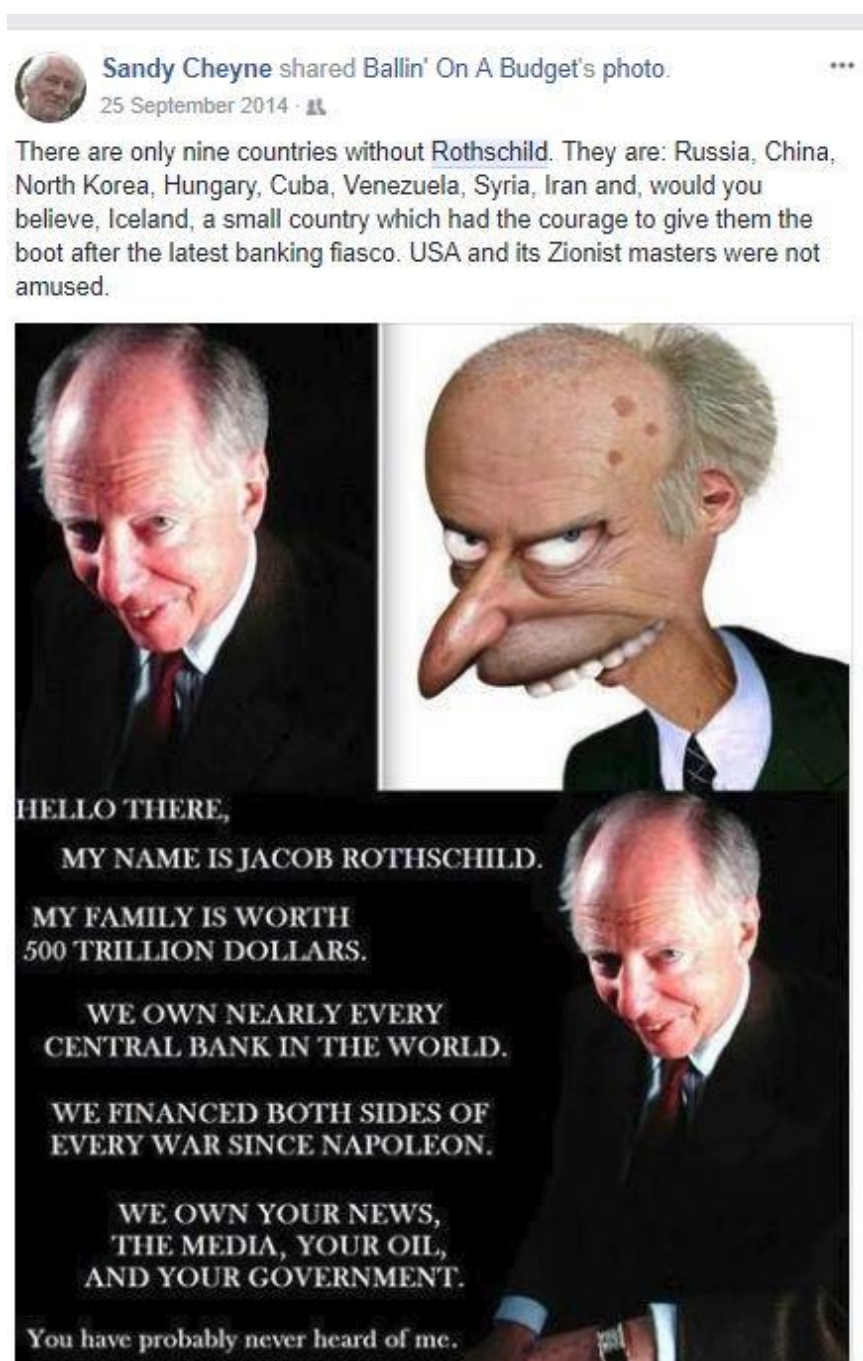 Sandy Cheyne shared Ballin' On A Budget's photo.
25 September 2014 ·
There are only nine countries without Rothschild. They are: Russia, China,
North Korea, Hungary, Cuba, Venezuela, Syria, Iran and, would you
believe, Iceland, a small country which had the courage to give them the
boot after the latest banking fiasco. USA and its Zionist masters were not
amused.
HELLO THERE,
MY NAME IS JACOB ROTHSCHILD.
MY FAMILY IS WORTH
500 TRILLION DOLLARS.
WE OWN NEARLY EVERY
CENTRAL BANK IN THE WORLD.
WE FINANCED BOTH SIDES OF
EVERY WAR SINCE NAPOLEON.
WE OWN YOUR NEWS,
THE MEDIA, YOUR OIL,
AND YOUR GOVERNMENT.
You have probably never heard of me.